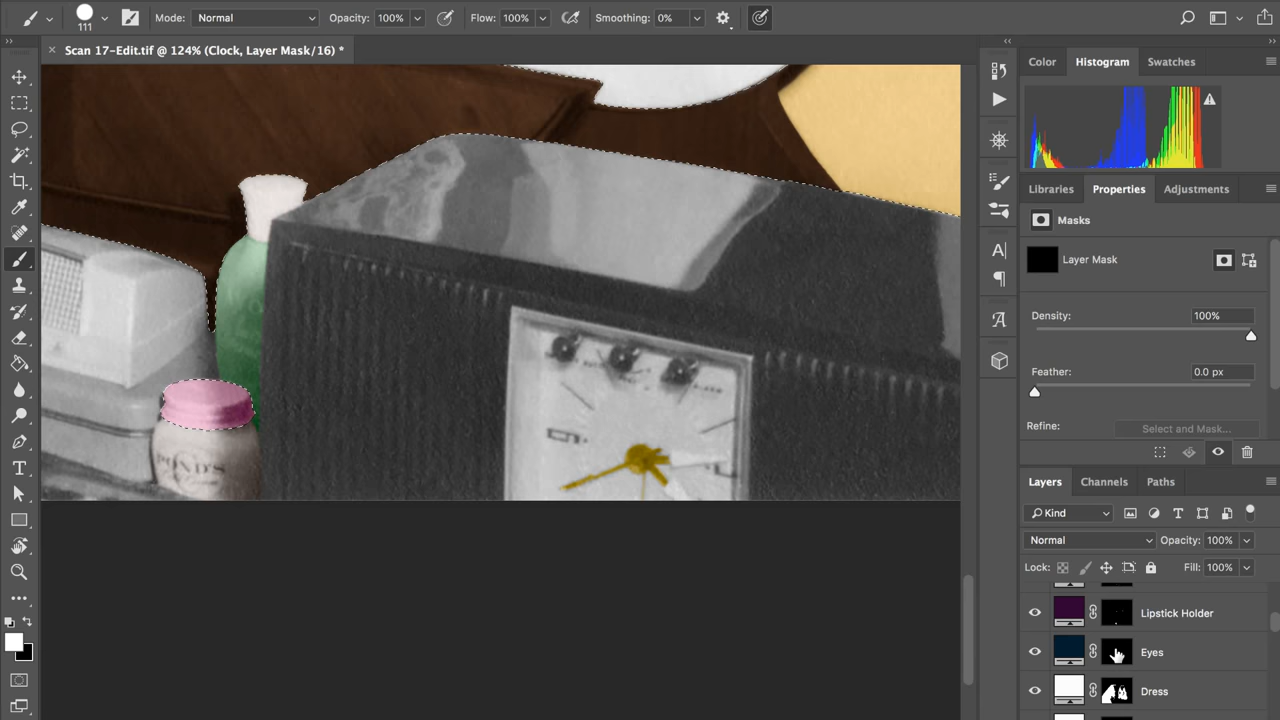 111
Mode: Normal
Opacity: 100%
Flow: 100%
Smoothing: 0%
Scan 17-Edit.tif @ 124% (Clock, Layer Mask/16) *
Color Histogram Swatches
Libraries Properties Adjustments
Masks
Layer Mask
Density: 100%
Feather: 0.0 px
Refine: Select and Mask...
Layers Channels Paths
Kind
Normal Opacity: 100%
Lock: Fill: 100%
Lipstick Holder
Eyes
Dress
POND'S